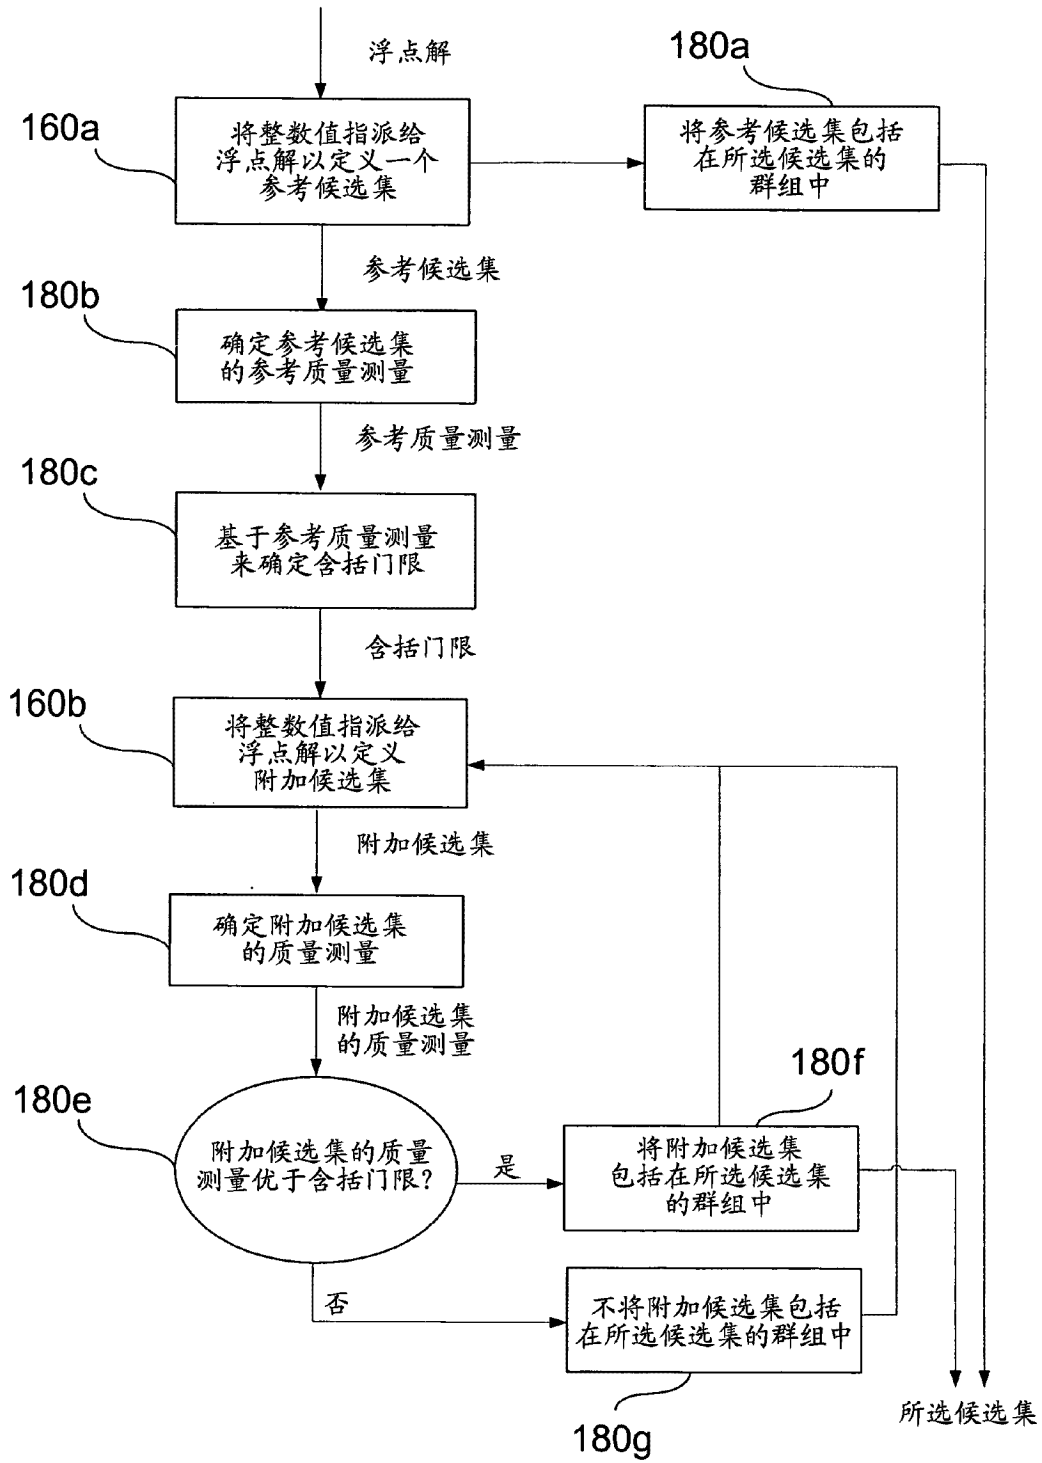 浮点解
180a
160a
将整数值指派给
浮点解以定义一个
参考候选集
将参考候选集包括
在所选候选集的
群组中
参考候选集
180b
确定参考候选集
的参考质量测量
参考质量测量
180c
基于参考质量测量
来确定含括门限
含括门限
160b
将整数值指派给
浮点解以定义
附加候选集
附加候选集
180d
确定附加候选集
的质量测量
附加候选集
的质量测量
180e
附加候选集的质量
测量优于含括门限？
是
180f
将附加候选集
包括在所选候选集
的群组中
否
不将附加候选集包括
在所选候选集的群组中
180g
所选候选集